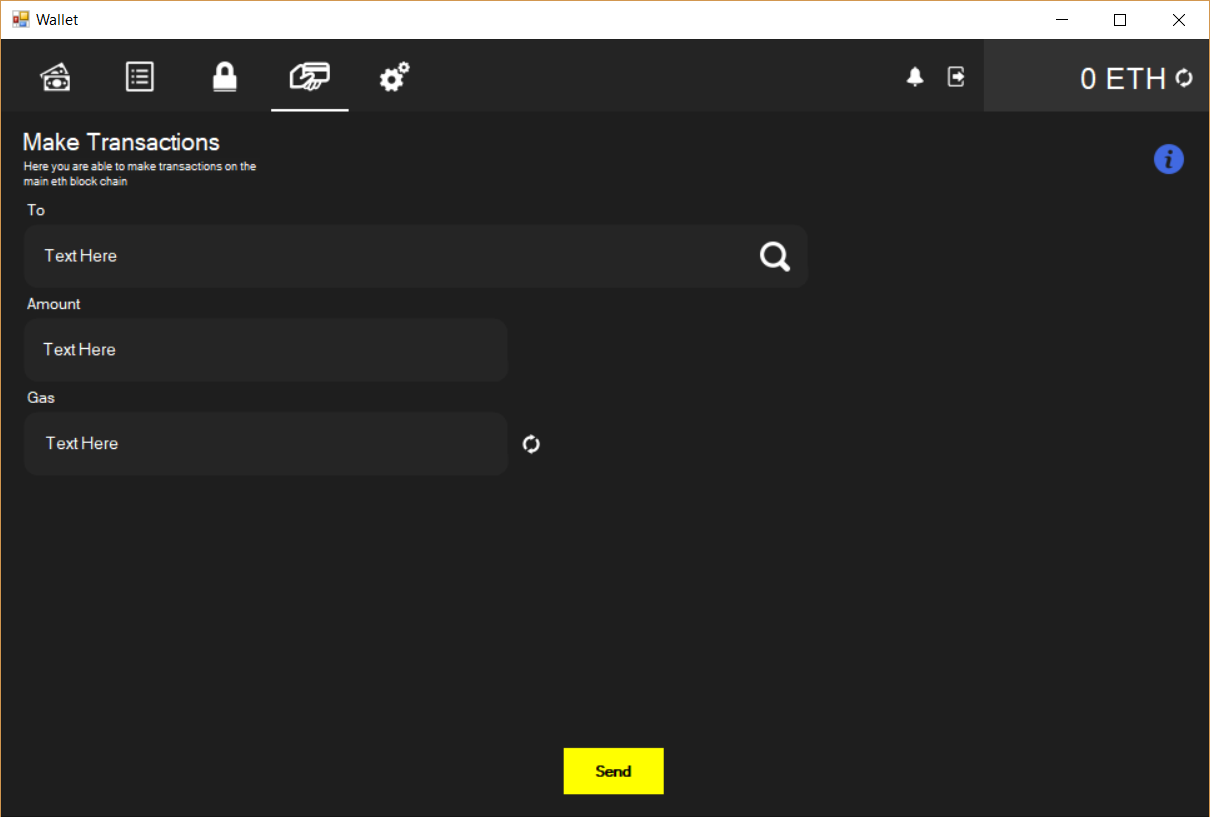 Wallet
0 ETH
Make Transactions
Here you are able to make transactions on the
main eth block chain
i
To
Text Here
Amount
Text Here
Gas
Text Here
Send